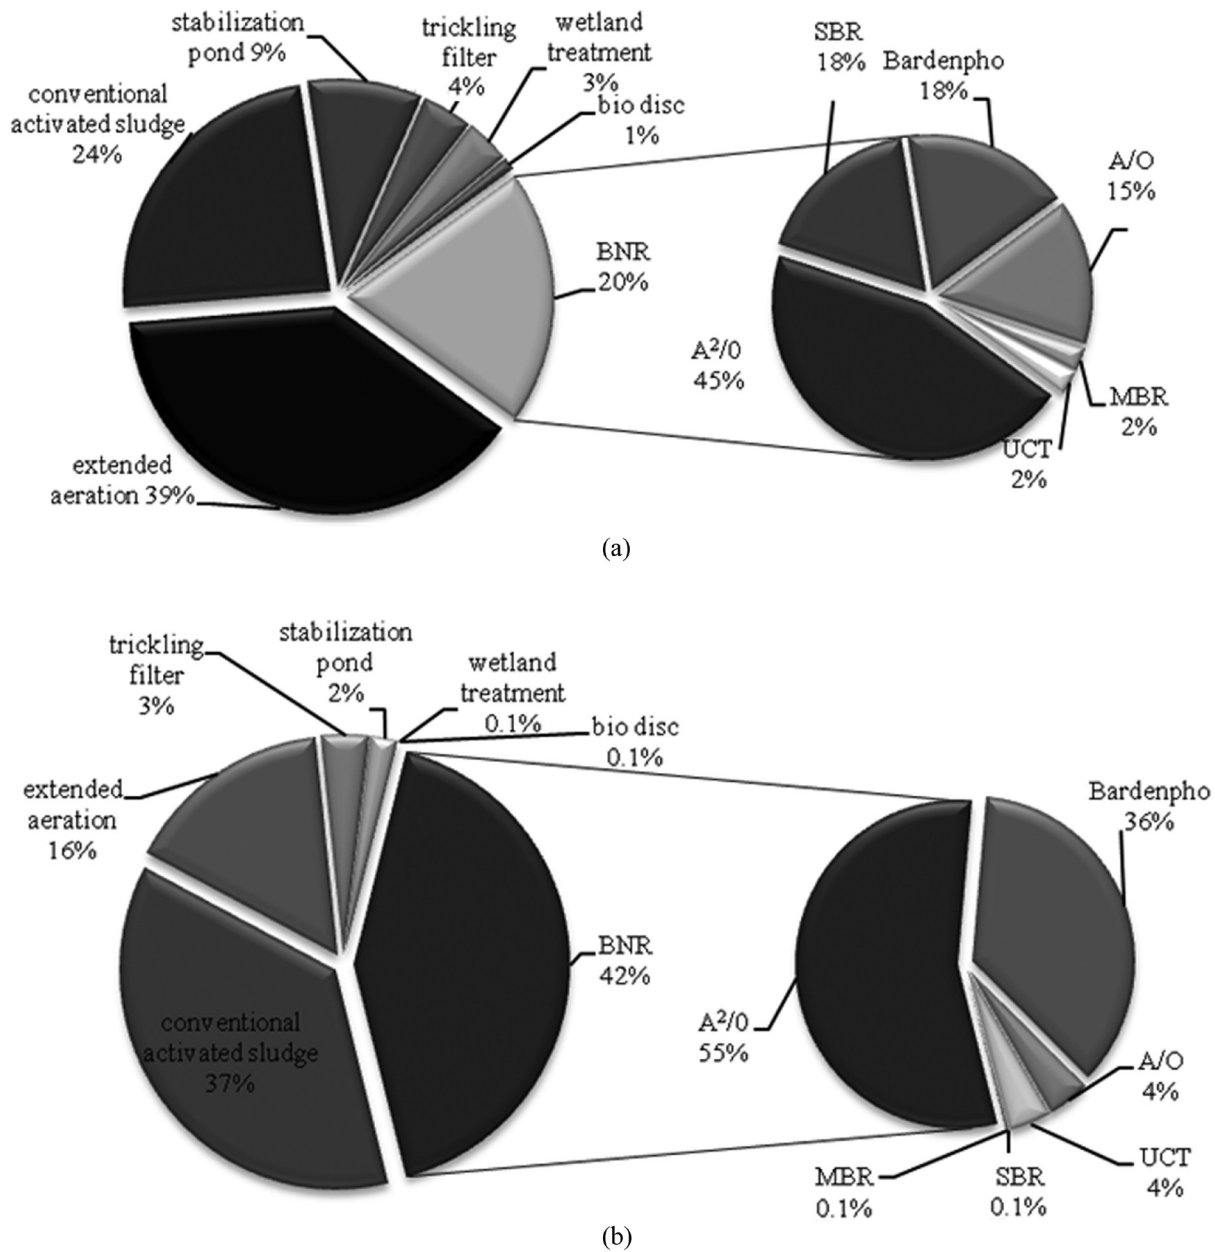 stabilization
pond 9%
trickling
filter
4%
wetland
treatment
3%
bio disc
1%
conventional
activated sludge
24%
BNR
20%
extended
aeration 39%
SBR
18%
Bardenpho
18%
A/O
15%
A²/0
45%
MBR
2%
UCT
2%
(a)
trickling
filter
3%
stabilization
pond
2%
wetland
treatment
0.1%
bio disc
0.1%
extended
aeration
16%
BNR
42%
conventional
activated sludge
37%
Bardenpho
36%
A²/0
55%
A/O
4%
UCT
4%
MBR
0.1%
SBR
0.1%
(b)